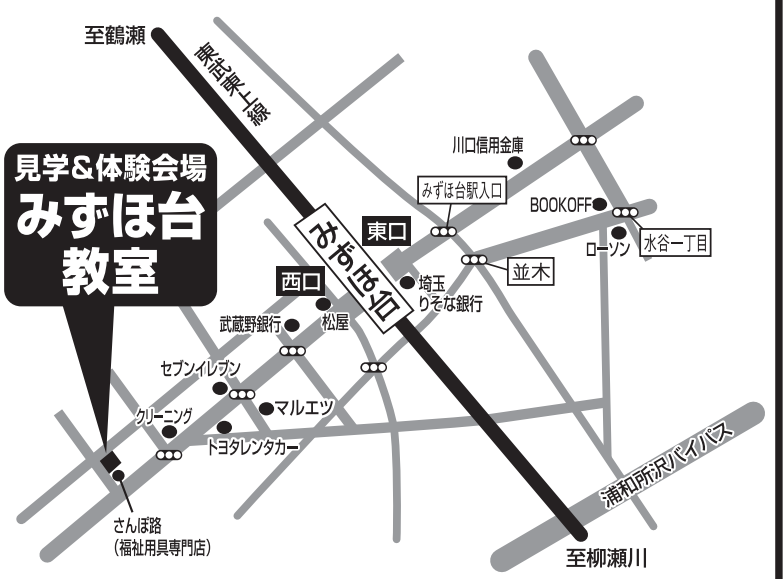 至鶴瀬
東武東上線
見学&体験会場
みずほ台
教室
川口信用金庫
みずほ台駅入口
BOOKOFF
東口
水谷一丁目
ローソン
みずほ台
並木
西口
埼玉
りそな銀行
武蔵野銀行
松屋
セブンイレブン
マルエツ
クリーニング
トヨタレンタカー
浦和所沢バイパス
さんぽ路
(福祉用具専門店)
至柳瀬川